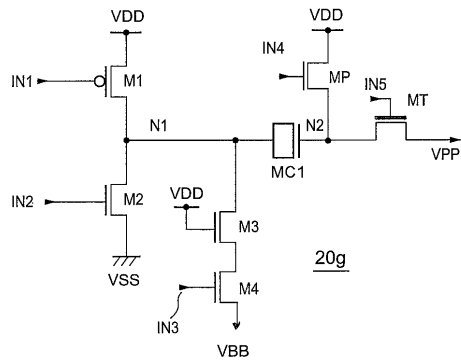 VDD
VDD
IN1
M1
IN4
MP
IN5
MT
N1
N2
MC1
VPP
IN2
M2
VDD
M3
VSS
M4
20g
IN3
VBB